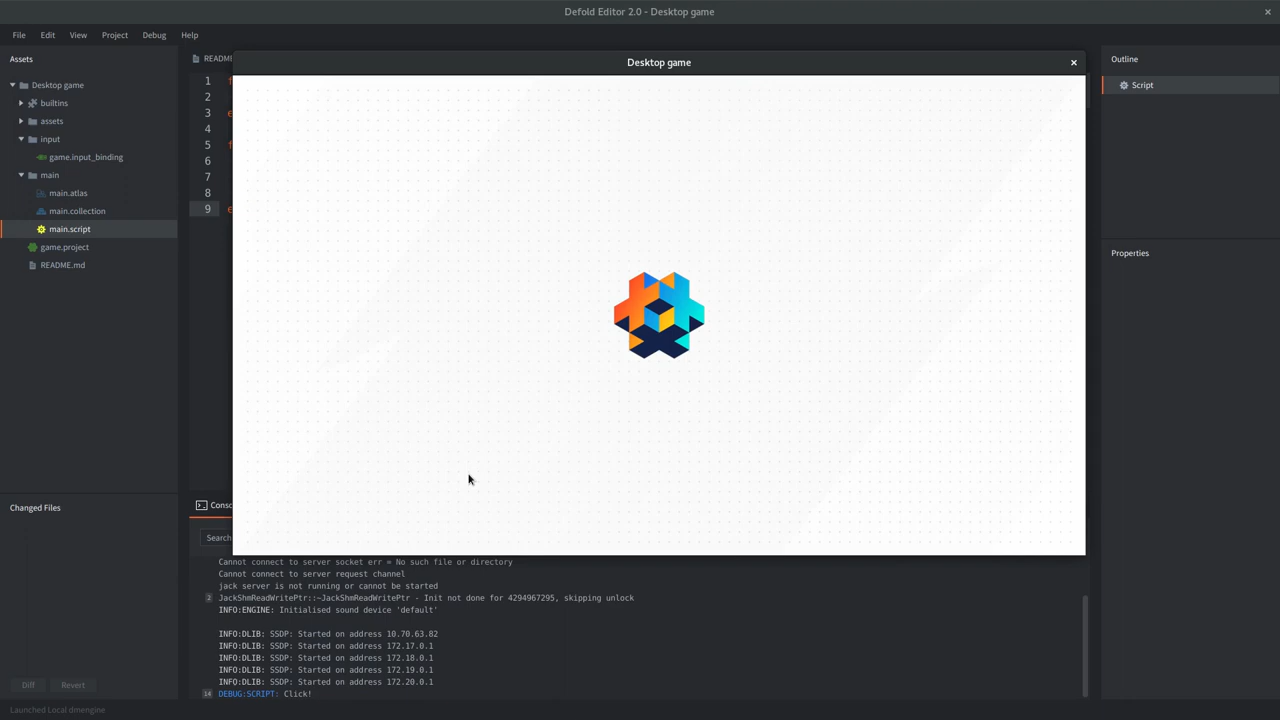 Defold Editor 2.0 - Desktop game
File Edit View Project Debug Help
Assets
Desktop game
builtins
assets
input
game.input_binding
main
main.atlas
main.collection
main.script
game.project
README.md
Changed Files
Diff Revert
Launched Local dmengine
README
1 f
2
3 e
4
5 f
6
7
8
9 e
Desktop game
Conso
Search
Cannot connect to server socket err = No such file or directory
Cannot connect to server request channel
jack server is not running or cannot be started
2 JackShmReadWritePtr::~JackShmReadWritePtr - Init not done for 4294967295, skipping unlock
INFO:ENGINE: Initialised sound device 'default'
INFO:DLIB: SSDP: Started on address 10.70.63.82
INFO:DLIB: SSDP: Started on address 172.17.0.1
INFO:DLIB: SSDP: Started on address 172.18.0.1
INFO:DLIB: SSDP: Started on address 172.19.0.1
INFO:DLIB: SSDP: Started on address 172.20.0.1
14 DEBUG:SCRIPT: Click!
Outline
Script
Properties